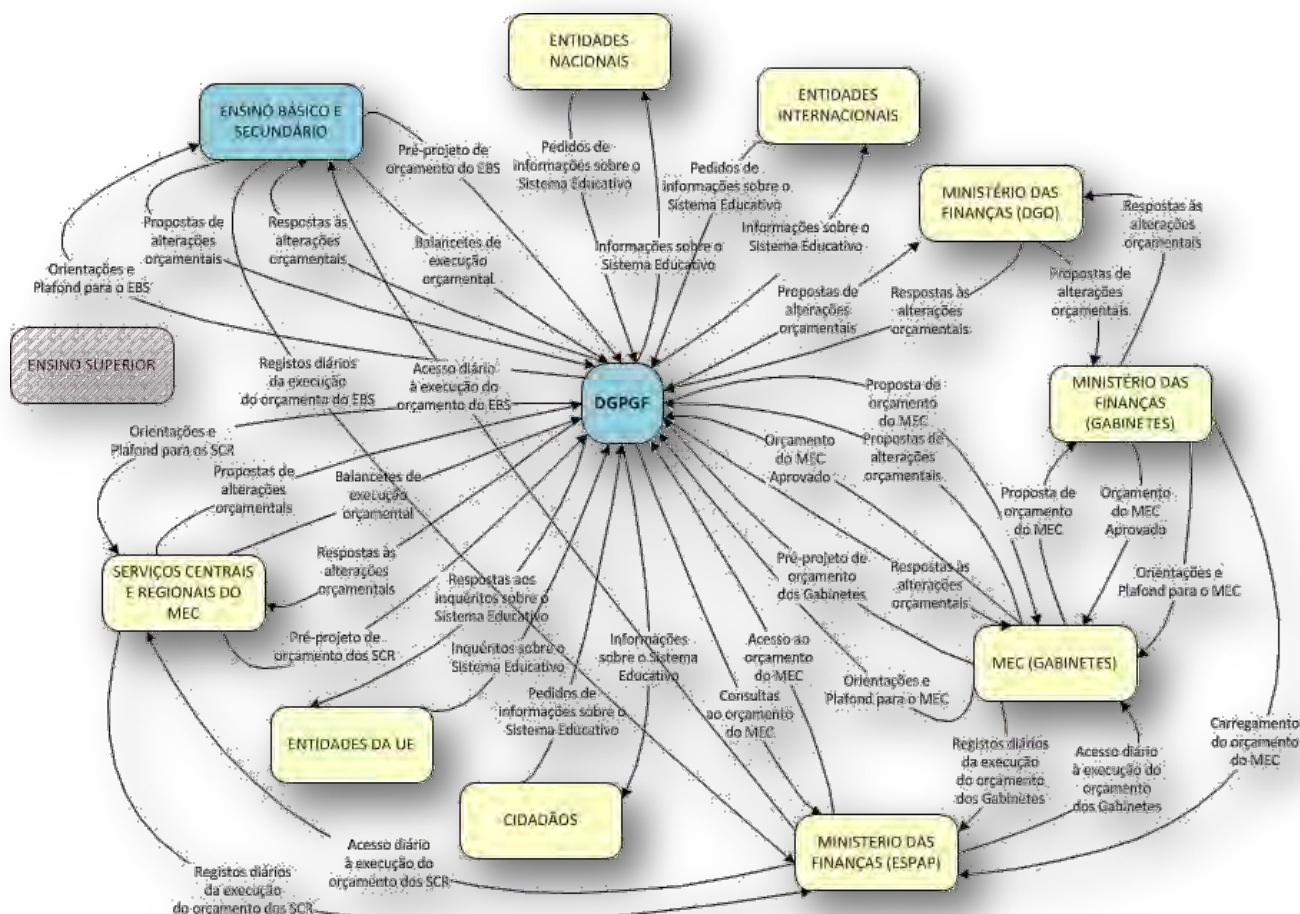 ENTIDADES
NACIONAIS
ENTIDADES
INTERNACIONAIS
ENSINO BÁSICO E
SECUNDÁRIO
Pré-projeto de
orçamento do EBS
Pedidos de
informações sobre o
Sistema Educativo
Pedidos de
informações sobre o
Sistema Educativo
MINISTÉRIO DAS
FINANÇAS (DGO)
Respostas às
alterações
orçamentais
Propostas de
alterações
orçamentais
Respostas às
alterações
orçamentais
Balancetes de
execução
orçamental
Informações sobre o
Sistema Educativo
Informações sobre o
Sistema Educativo
Orientações e
Plafond para o EBS
Propostas de
alterações
orçamentais
Respostas às
alterações
orçamentais
Propostas de
alterações
orçamentais
ENSINO SUPERIOR
Registos diários
da execução
do orçamento do EBS
Acesso diário
à execução do
orçamento do EBS
DGPGF
Proposta de
orçamento
do MEC
MINISTÉRIO DAS
FINANÇAS
(GABINETES)
Orientações e
Plafond para os SCR
Propostas de
alterações
orçamentais
Balancetes de
execução
orçamental
Orçamento
do MEC
Aprovado
Propostas de
alterações
orçamentais
Proposta de
orçamento
do MEC
Orçamento
do MEC
Aprovado
SERVIÇOS CENTRAIS
E REGIONAIS DO
MEC
Respostas às
alterações
orçamentais
Respostas aos
inquéritos sobre o
Sistema Educativo
Pré-projeto de
orçamento
dos Gabinetes
Respostas às
alterações
orçamentais
Orientações e
Plafond para o MEC
Pré-projeto de
orçamento dos SCR
Inquéritos sobre o
Sistema Educativo
Informações
sobre o Sistema
Educativo
Acesso ao
orçamento
do MEC
MEC (GABINETES)
Orientações e
Plafond para o MEC
Pedidos de
informações sobre o
Sistema Educativo
Consultas
ao orçamento
do MEC
ENTIDADES DA UE
Registos diários
da execução
do orçamento
dos Gabinetes
Acesso diário
à execução do
orçamento
dos Gabinetes
Carregamento
do orçamento
do MEC
CIDADÃOS
MINISTERIO DAS
FINANÇAS (ESPAP)
Acesso diário
à execução do
orçamento dos SCR
Registos diários
da execução
do orçamento dos SCR